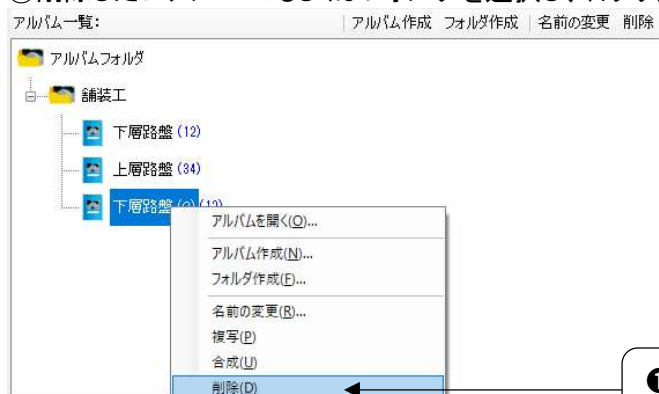 アルバム一覧: アルバム作成 フォルダ作成 名前の変更 削除
アルバムフォルダ
舗装工
下層路盤 (12)
上層路盤 (34)
下層路盤 (2) (12)
アルバムを開く(O)...
アルバム作成(N)...
フォルダ作成(F)...
名前の変更(R)...
複写(P)
合成(U)
削除(D)
❶